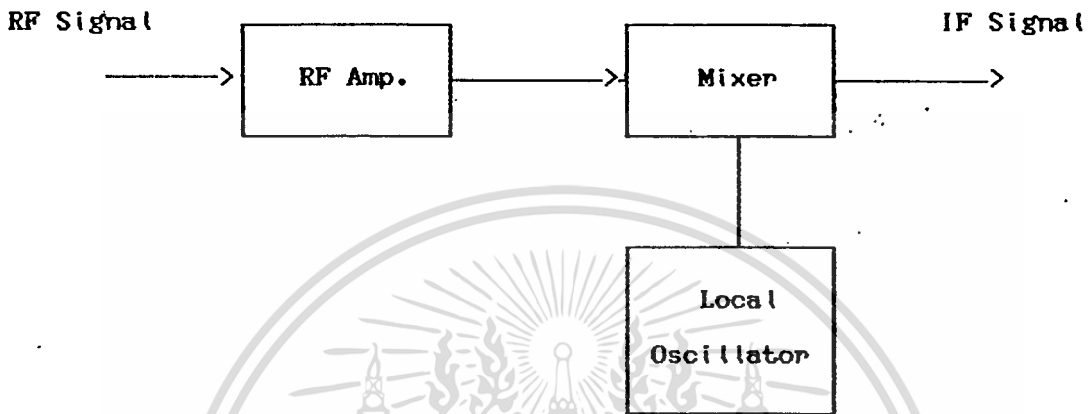 RF Signal
IF Signal
RF Amp.
Mixer
Local
Oscillator